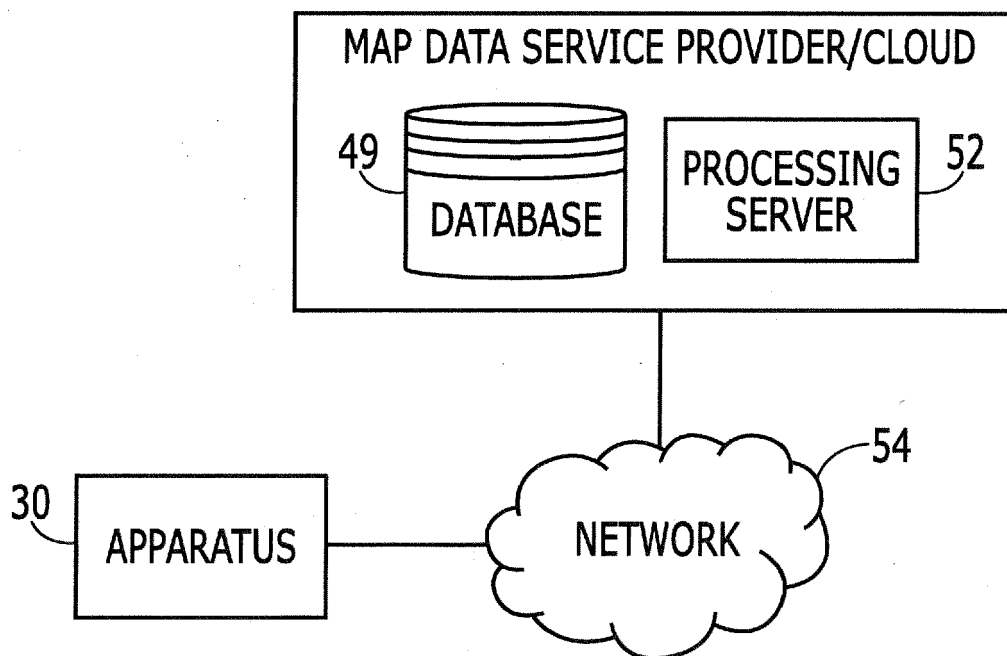 MAP DATA SERVICE PROVIDER/CLOUD
49
DATABASE
PROCESSING
SERVER
52
54
30
APPARATUS
NETWORK